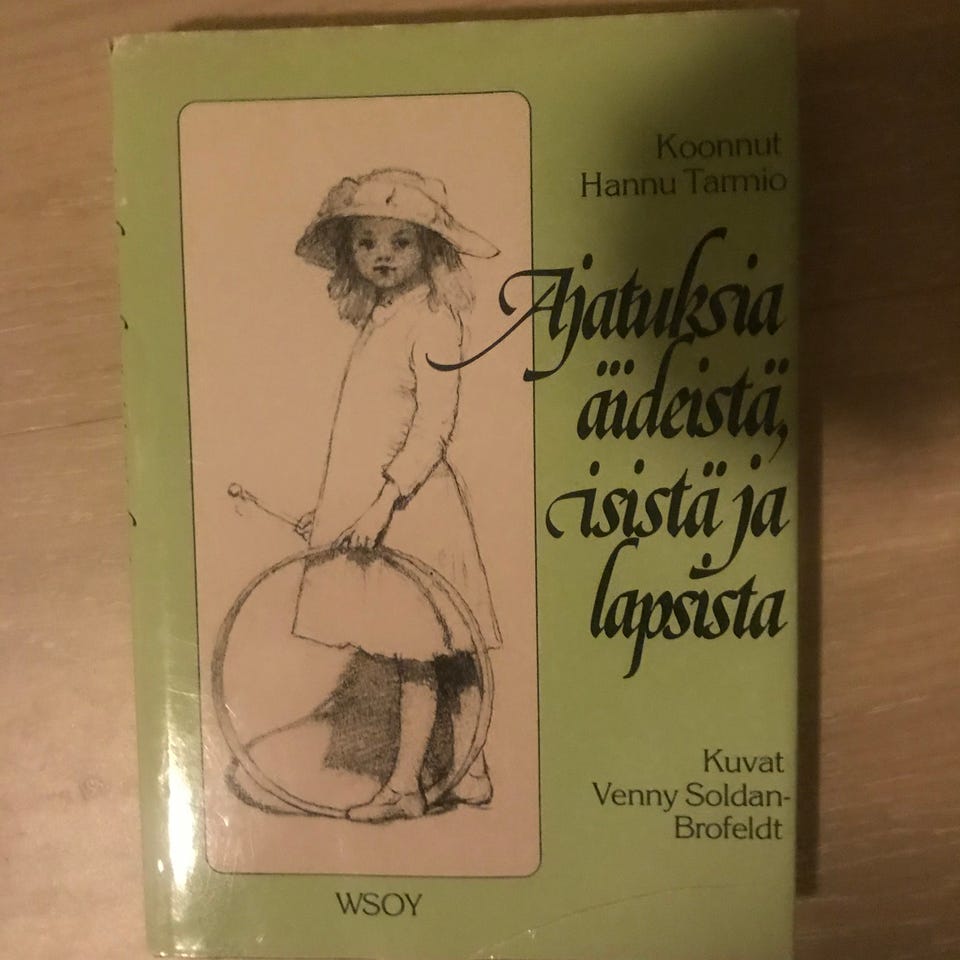 Koonnut
Hannu Tarmio
Ajatuksia
äideistä,
isistä ja
lapsista
Kuvat
Venny Soldan-
Brofeldt
WSOY